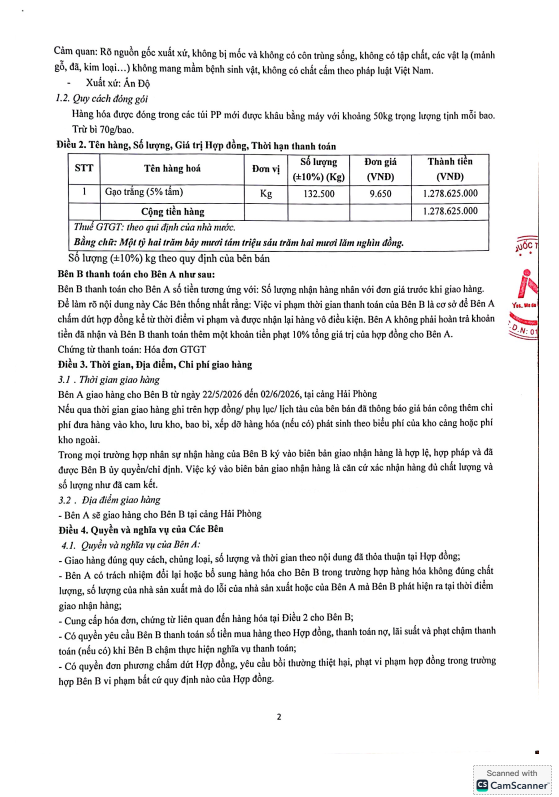 Cảm quan: Rõ nguồn gốc xuất xứ, không bị mốc và không có côn trùng sống, không có tập chất, các vật lạ (mảnh
gỗ, đá, kim loại…) không mang mầm bệnh sinh vật, không có chất cấm theo pháp luật Việt Nam.
- Xuất xứ: Ấn Độ
1.2. Quy cách đóng gói
Hàng hóa được đóng trong các túi PP mới được khâu bằng máy với khoảng 50kg trọng lượng tịnh mỗi bao.
Trừ bì 70g/bao.
Điều 2. Tên hàng, Số lượng, Giá trị Hợp đồng, Thời hạn thanh toán
STT Tên hàng hoá Đơn vị Số lượng (±10%) (Kg) Đơn giá (VNĐ) Thành tiền (VNĐ)
1 Gạo trắng (5% tấm) Kg 132.500 9.650 1.278.625.000
Cộng tiền hàng 1.278.625.000
Thuế GTGT: theo qui định của nhà nước.
Bằng chữ: Một tỷ hai trăm bảy mươi tám triệu sáu trăm hai mươi lăm nghìn đồng.
Số lượng (±10%) kg theo quy định của bên bán
Bên B thanh toán cho Bên A như sau:
Bên B thanh toán cho Bên A số tiền tương ứng với: Số lượng nhận hàng nhân với đơn giá trước khi giao hàng.
Để làm rõ nội dung này Các Bên thống nhất rằng: Việc vi phạm thời gian thanh toán của Bên B là cơ sở để Bên A
chấm dứt hợp đồng kể từ thời điểm vi phạm và được nhận lại hàng vô điều kiện. Bên A không phải hoàn trả khoản
tiền đã nhận và Bên B thanh toán thêm một khoản tiền phạt 10% tổng giá trị của hợp đồng cho Bên A.
Chứng từ thanh toán: Hóa đơn GTGT
Điều 3. Thời gian, Địa điểm, Chi phí giao hàng
3.1 . Thời gian giao hàng
Bên A giao hàng cho Bên B từ ngày 22/5/2026 đến 02/6/2026, tại cảng Hải Phòng
Nếu qua thời gian giao hàng ghi trên hợp đồng/ phụ lục/ lịch tàu của bên bán đã thông báo giá bán cộng thêm chi
phí đưa hàng vào kho, lưu kho, bao bì, xếp dỡ hàng hóa (nếu có) phát sinh theo biểu phí của kho cảng hoặc phí
kho ngoài.
Trong mọi trường hợp nhân sự nhận hàng của Bên B ký vào biên bản giao nhận hàng là hợp lệ, hợp pháp và đã
được Bên B ủy quyền/chỉ định. Việc ký vào biên bản giao nhận hàng là căn cứ xác nhận hàng đủ chất lượng và
số lượng như đã cam kết.
3.2 . Địa điểm giao hàng
- Bên A sẽ giao hàng cho Bên B tại cảng Hải Phòng
Điều 4. Quyền và nghĩa vụ của Các Bên
4.1. Quyền và nghĩa vụ của Bên A:
- Giao hàng đúng quy cách, chủng loại, số lượng và thời gian theo nội dung đã thỏa thuận tại Hợp đồng;
- Bên A có trách nhiệm đổi lại hoặc bổ sung hàng hóa cho Bên B trong trường hợp hàng hóa không đúng chất
lượng, số lượng của nhà sản xuất mà do lỗi của nhà sản xuất hoặc của Bên A mà Bên B phát hiện ra tại thời điểm
giao nhận hàng;
- Cung cấp hóa đơn, chứng từ liên quan đến hàng hóa tại Điều 2 cho Bên B;
- Có quyền yêu cầu Bên B thanh toán số tiền mua hàng theo Hợp đồng, thanh toán nợ, lãi suất và phạt chậm thanh
toán (nếu có) khi Bên B chậm thực hiện nghĩa vụ thanh toán;
- Có quyền đơn phương chấm dứt Hợp đồng, yêu cầu bồi thường thiệt hại, phạt vi phạm hợp đồng trong trường
hợp Bên B vi phạm bất cứ quy định nào của Hợp đồng.
2
Scanned with
CS CamScanner